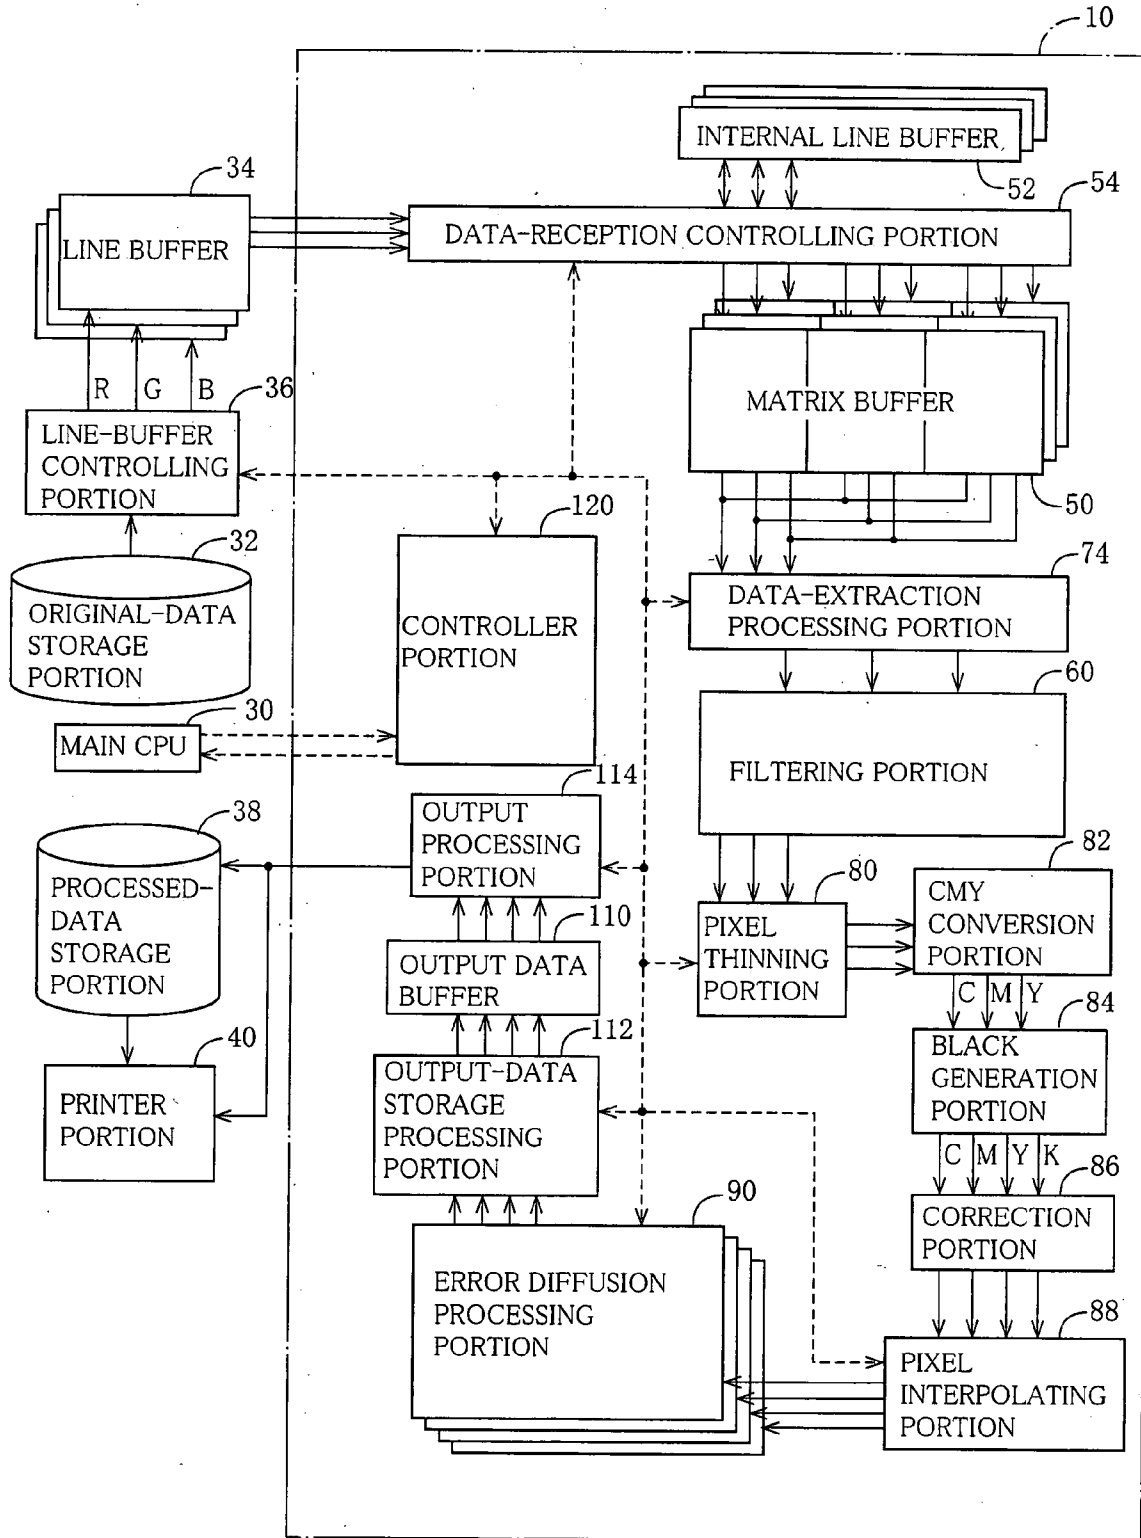 10
INTERNAL LINE BUFFER
52
34
LINE BUFFER
54
DATA-RECEPTION CONTROLLING PORTION
R
G
B
36
LINE-BUFFER
CONTROLLING
PORTION
MATRIX BUFFER
50
32
ORIGINAL-DATA
STORAGE
PORTION
120
CONTROLLER
PORTION
74
DATA-EXTRACTION
PROCESSING PORTION
30
MAIN CPU
60
FILTERING PORTION
114
OUTPUT
PROCESSING
PORTION
38
PROCESSED-
DATA
STORAGE
PORTION
80
PIXEL
THINNING
PORTION
82
CMY
CONVERSION
PORTION
110
OUTPUT DATA
BUFFER
C
M
Y
84
BLACK
GENERATION
PORTION
40
PRINTER
PORTION
112
OUTPUT-DATA
STORAGE
PROCESSING
PORTION
C
M
Y
K
86
CORRECTION
PORTION
90
ERROR DIFFUSION
PROCESSING
PORTION
88
PIXEL
INTERPOLATING
PORTION